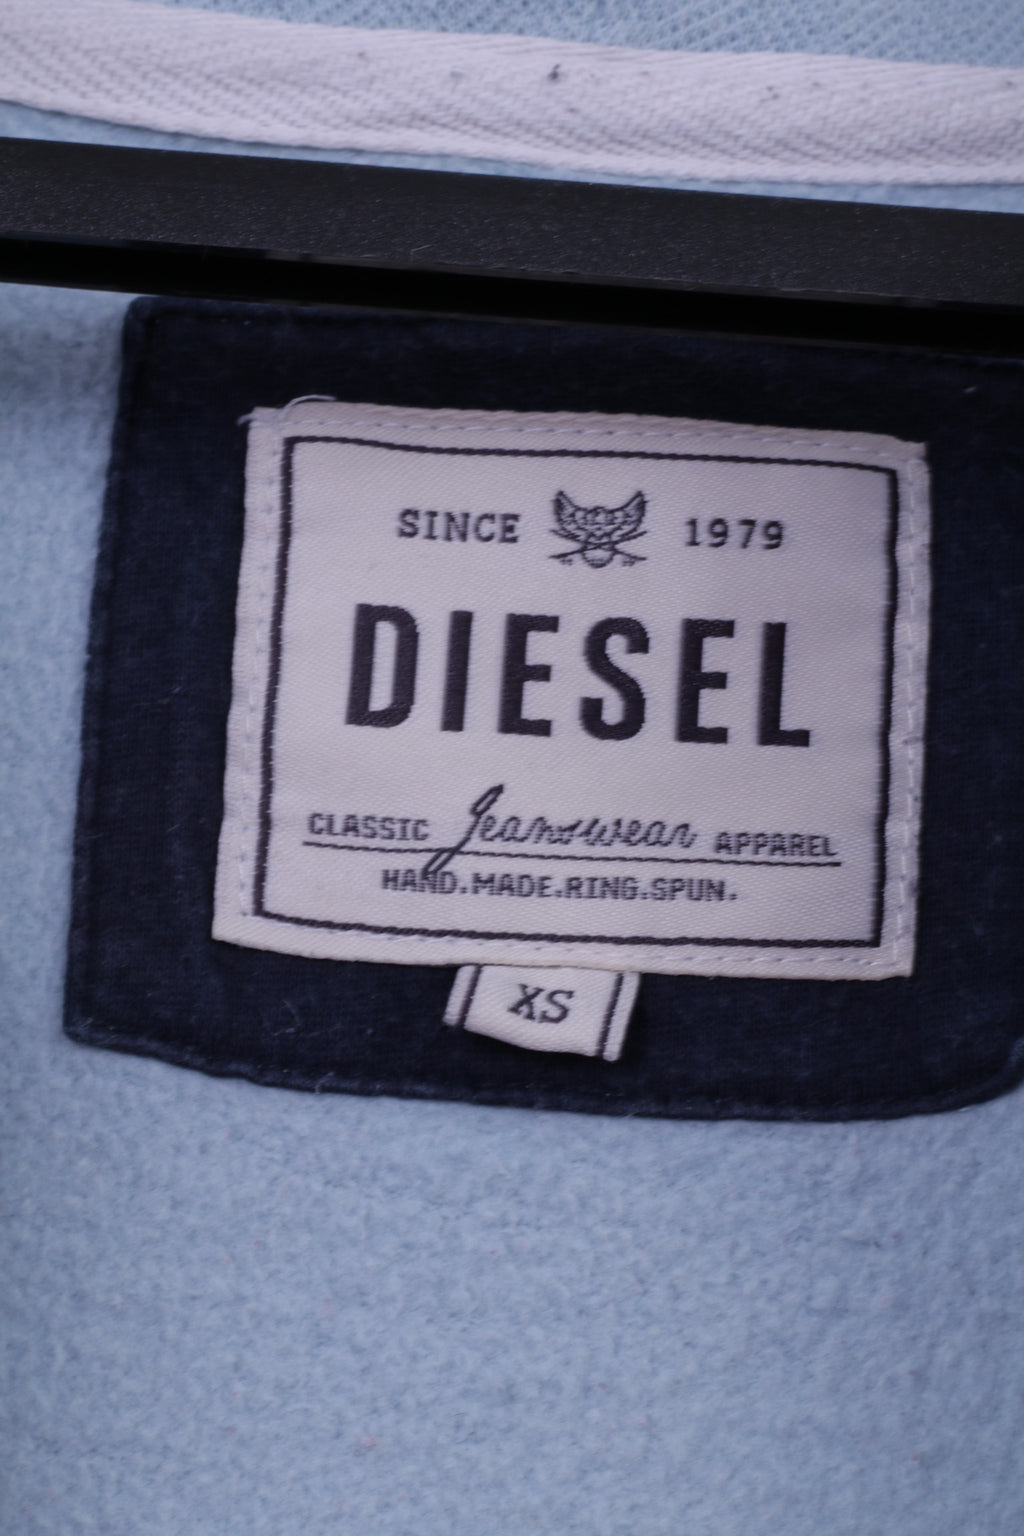 SINCE 1979
DIESEL
CLASSIC Jeanswear APPAREL
HAND.MADE.RING.SPUN.
XS